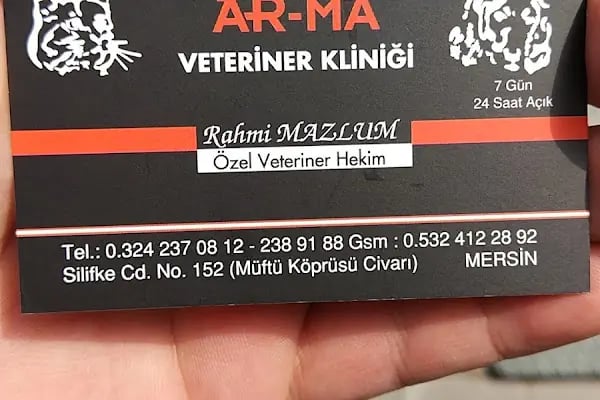 AR-MA
VETERİNER KLİNİĞİ
7 Gün
24 Saat Açık
Rahmi MAZLUM
Özel Veteriner Hekim
Tel.: 0.324 237 08 12 - 238 91 88 Gsm : 0.532 412 28 92
Silifke Cd. No. 152 (Müftü Köprüsü Civarı) MERSİN